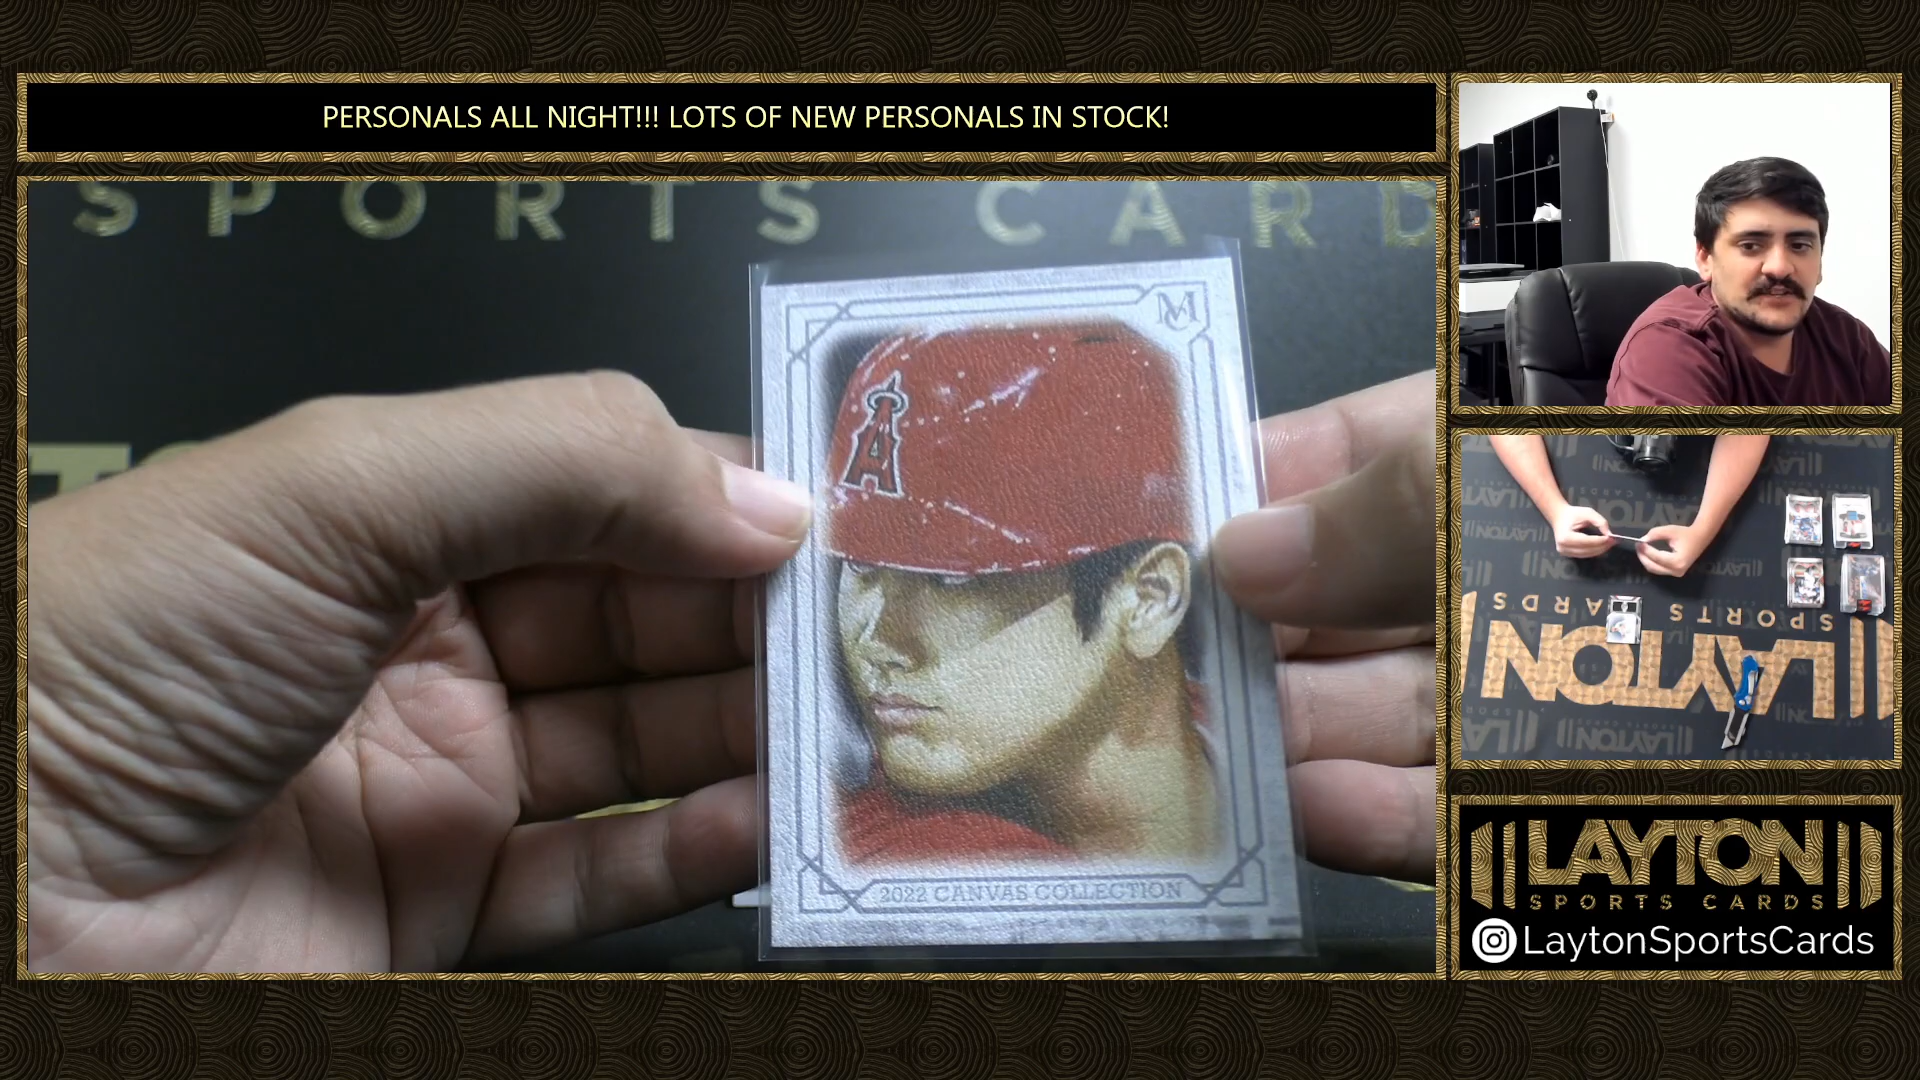 PERSONALS ALL NIGHT!!! LOTS OF NEW PERSONALS IN STOCK!
SPORTS CARD
MC
A
2022 CANVAS COLLECTION
SPORTS CARDS
LAYTON
LAYTON
SPORTS CARDS
LaytonSportsCards